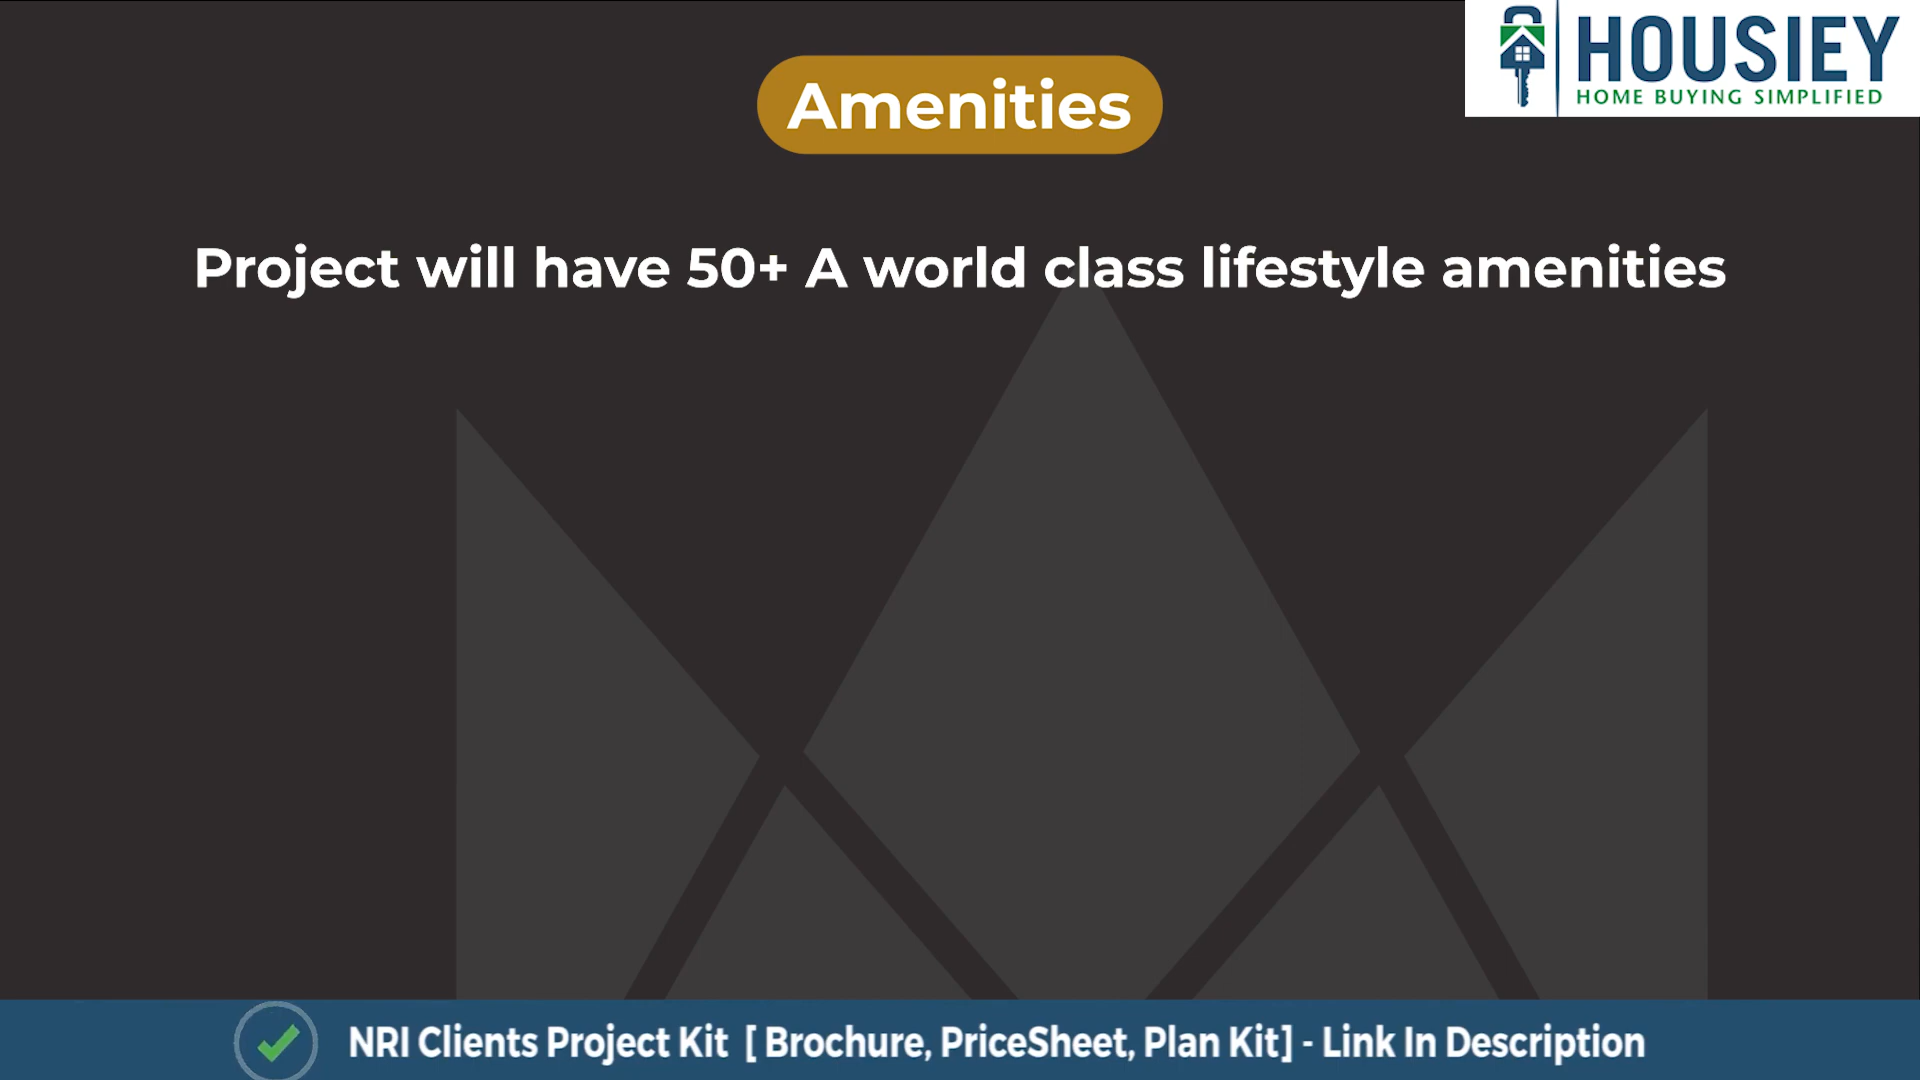 HOUSIEY
HOME BUYING SIMPLIFIED
Amenities
Project will have 50+ A world class lifestyle amenities
NRI Clients Project Kit [ Brochure, PriceSheet, Plan Kit] - Link In Description